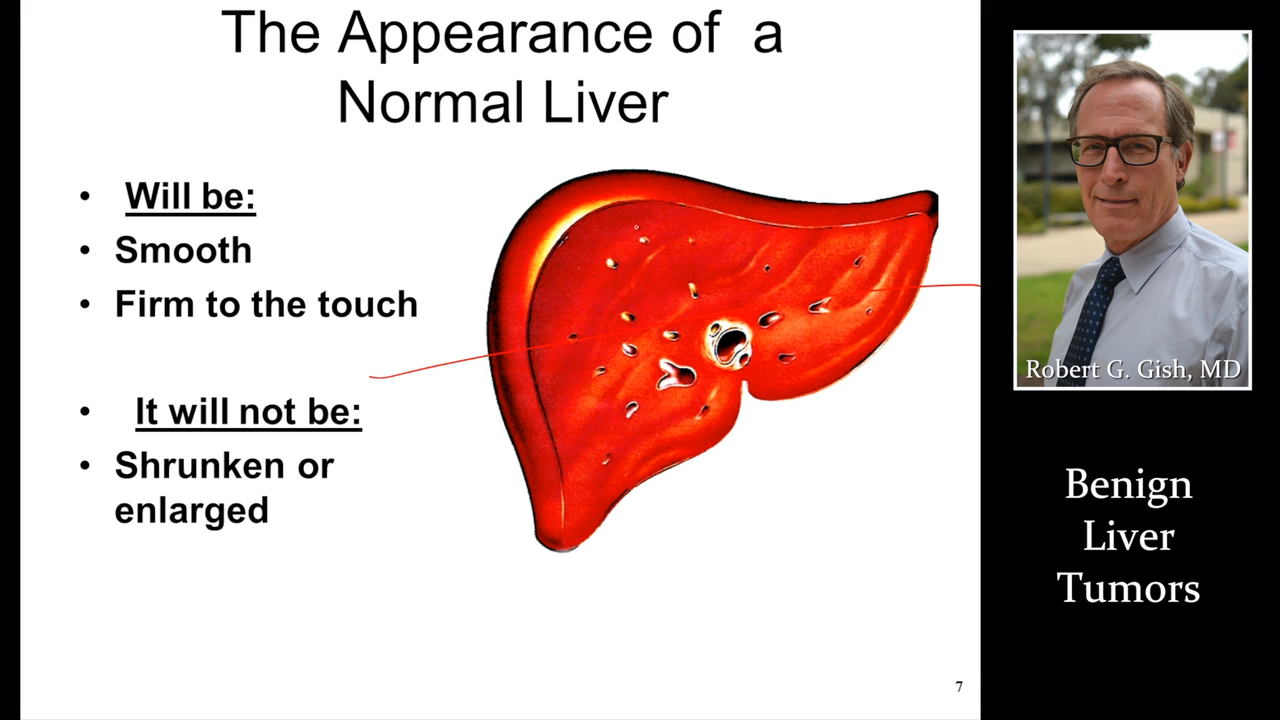 The Appearance of a
Normal Liver
• Will be:
• Smooth
• Firm to the touch
• It will not be:
• Shrunken or
enlarged
7
Robert G. Gish, MD
Benign
Liver
Tumors